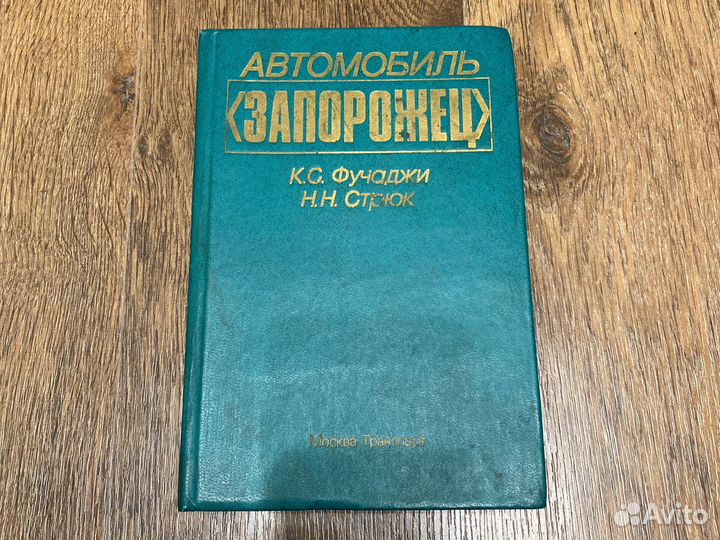 АВТОМОБИЛЬ
<ЗАПОРОЖЕЦ>
К.С. Фучаджи
Н.Н. Стрюк
Москва Транспорт
Avito